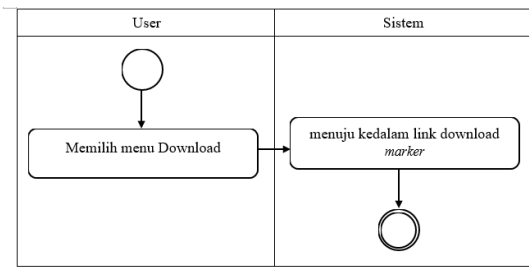 User
Sistem
Memilih menu Download
menuju kedalam link download
marker